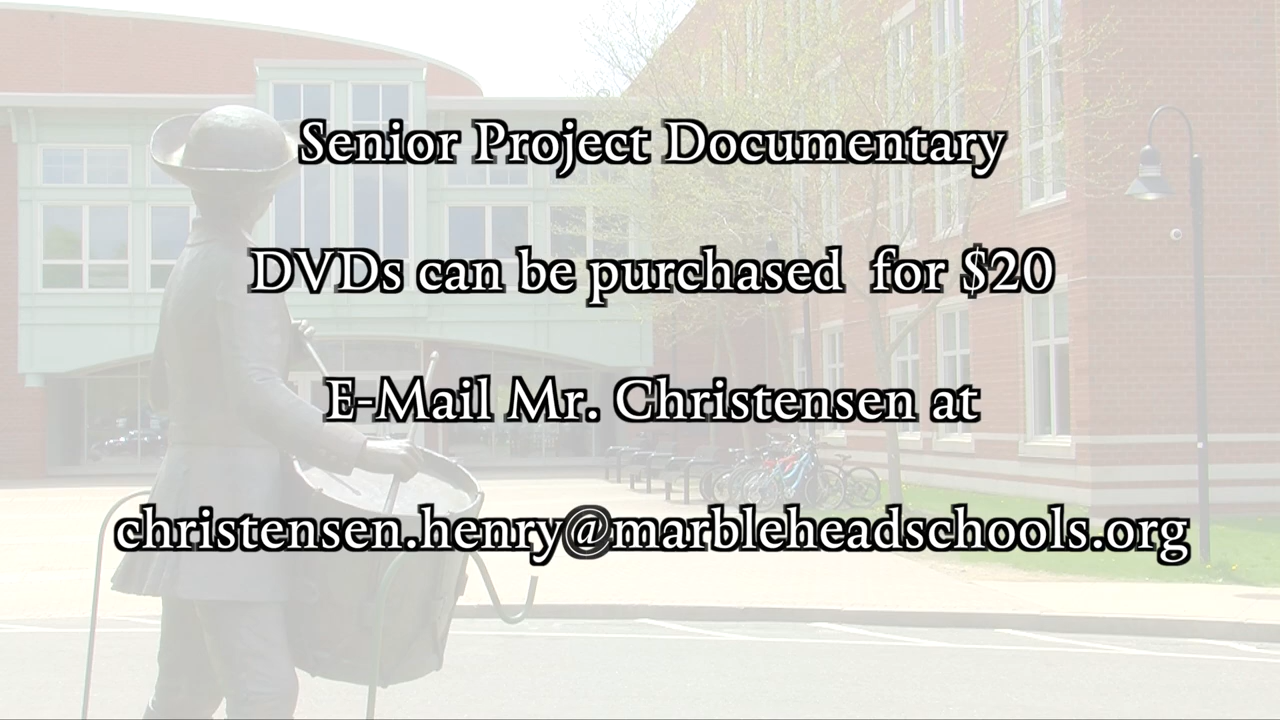 Senior Project Documentary
DVDs can be purchased  for $20
E-Mail Mr. Christensen at
christensen.henry@marbleheadschools.org